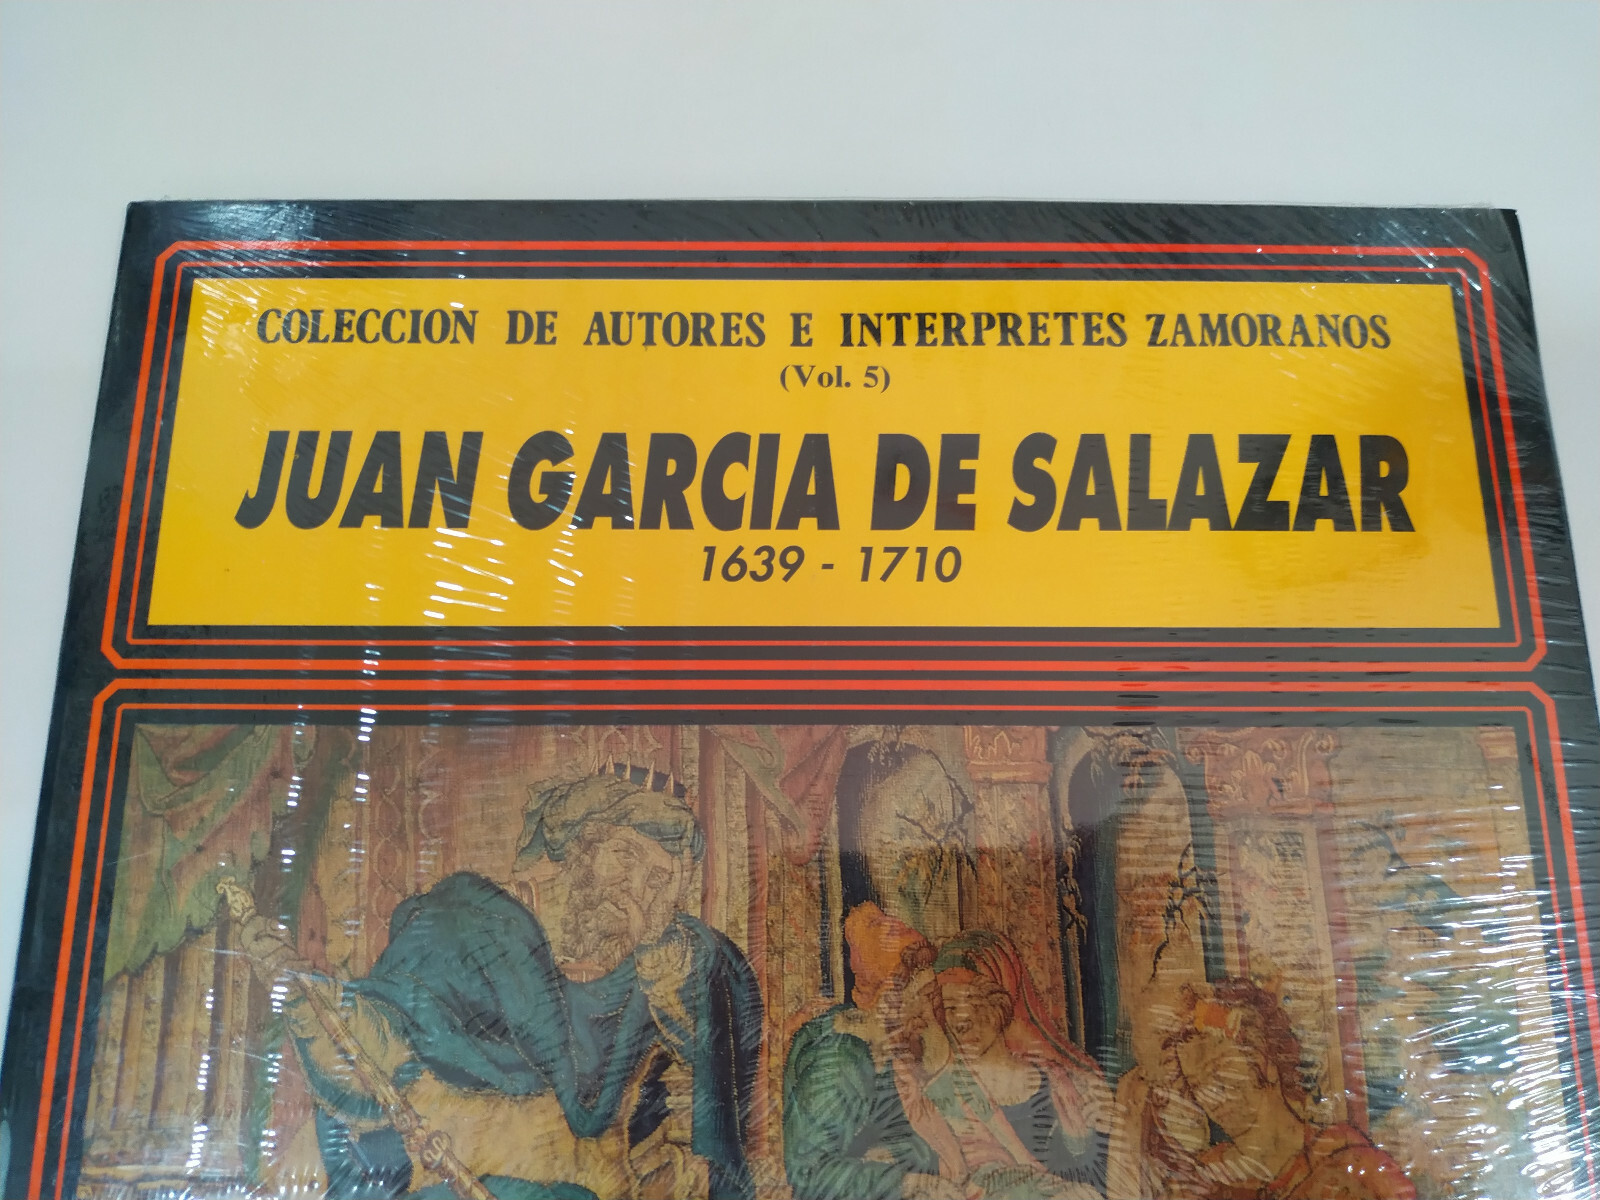 COLECCION DE AUTORES E INTERPRETES ZAMORANOS
(Vol. 5)
JUAN GARCIA DE SALAZAR
1639 - 1710